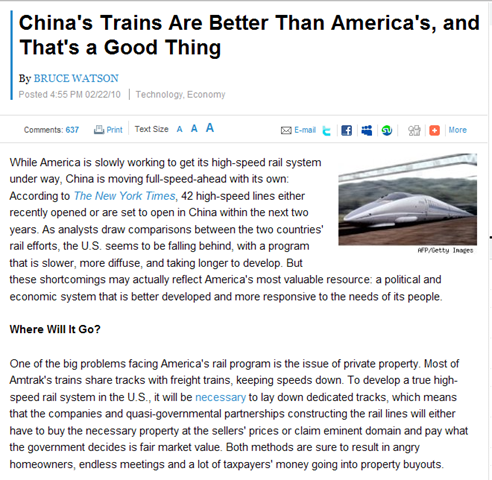 China's Trains Are Better Than America's, and
That's a Good Thing
By BRUCE WATSON
Posted 4:55 PM 02/22/10 | Technology, Economy
Comments: 637 Print Text Size A A A E-mail More
While America is slowly working to get its high-speed rail system
under way, China is moving full-speed-ahead with its own:
According to The New York Times, 42 high-speed lines either
recently opened or are set to open in China within the next two
years. As analysts draw comparisons between the two countries'
rail efforts, the U.S. seems to be falling behind, with a program
that is slower, more diffuse, and taking longer to develop. But
AFP/Getty Images
these shortcomings may actually reflect America's most valuable resource: a political and
economic system that is better developed and more responsive to the needs of its people.
Where Will It Go?
One of the big problems facing America's rail program is the issue of private property. Most of
Amtrak's trains share tracks with freight trains, keeping speeds down. To develop a true high-
speed rail system in the U.S., it will be necessary to lay down dedicated tracks, which means
that the companies and quasi-governmental partnerships constructing the rail lines will either
have to buy the necessary property at the sellers' prices or claim eminent domain and pay what
the government decides is fair market value. Both methods are sure to result in angry
homeowners, endless meetings and a lot of taxpayers' money going into property buyouts.